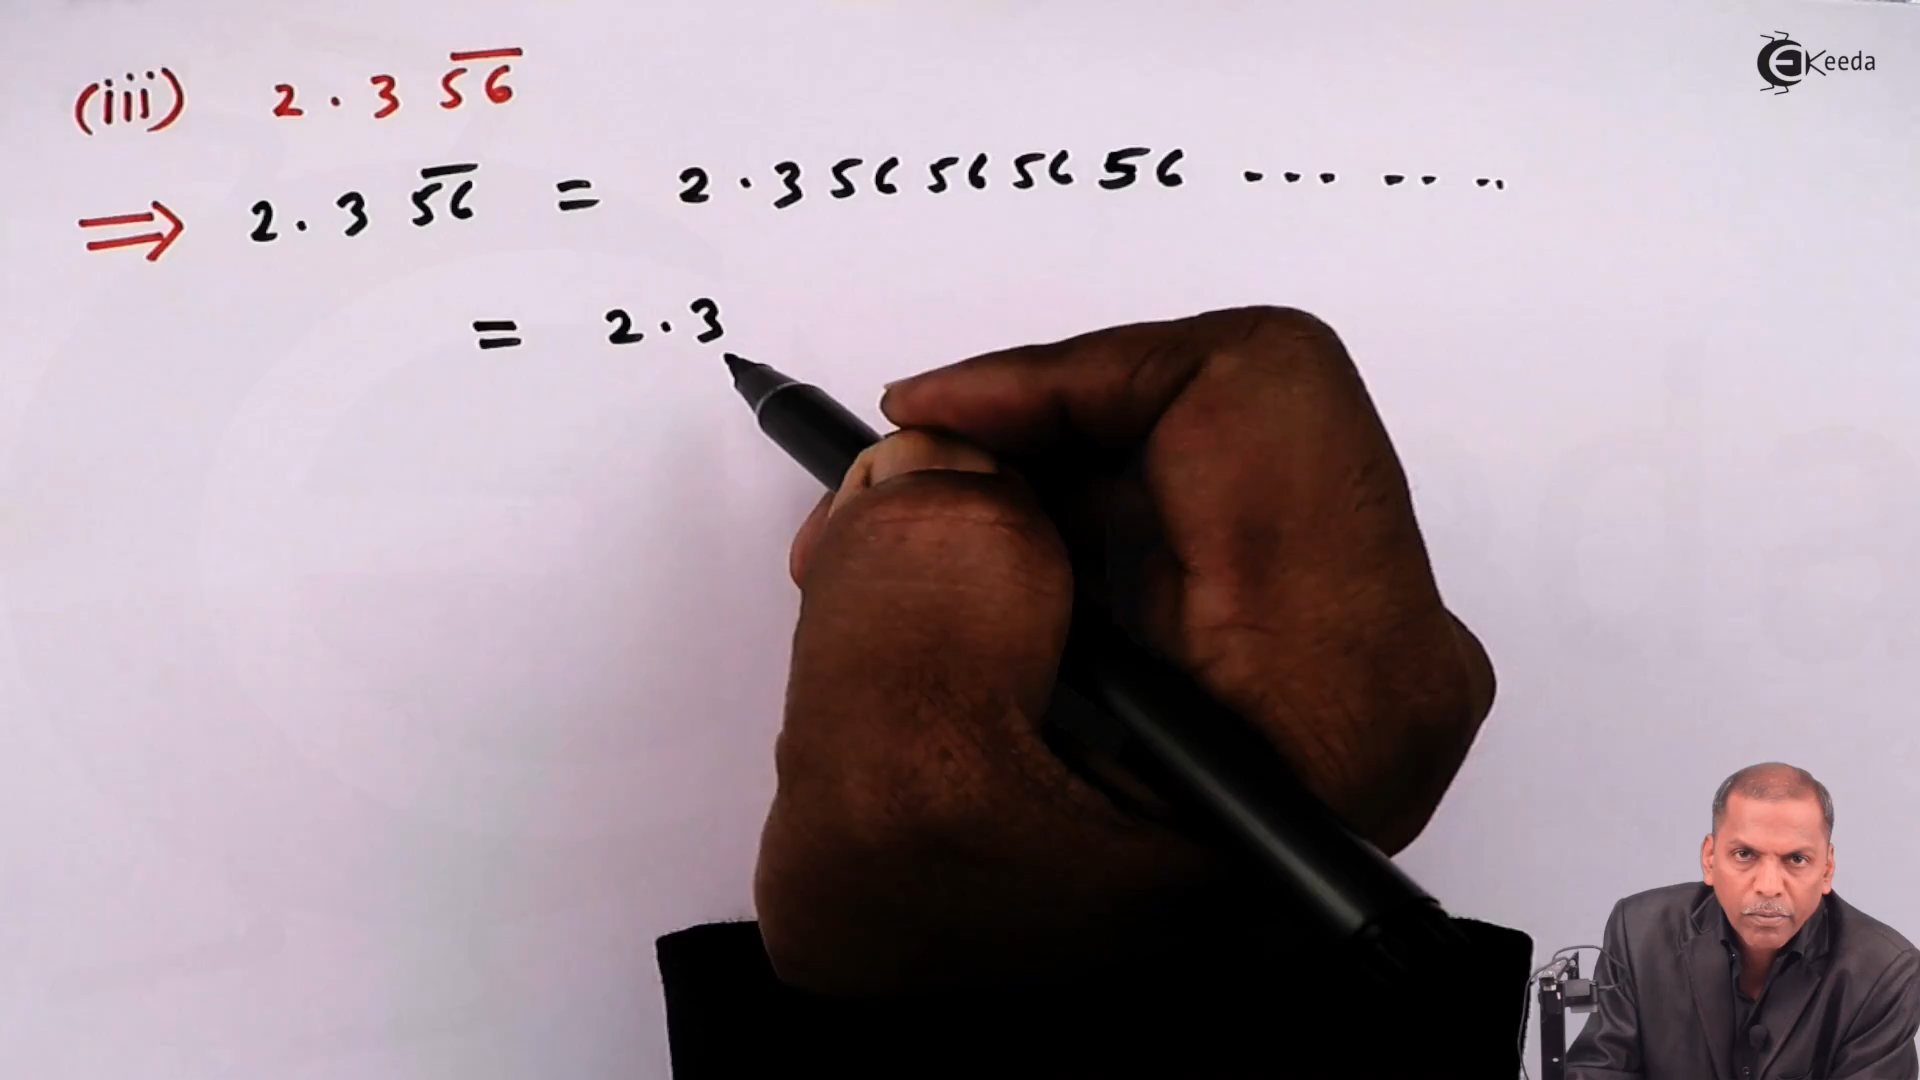 (iii) 2.3 5̅6̅
⇒ 2.3 5̅6̅ = 2.3 56 56 56 56 ... .. ..
= 2.3
EKeeda